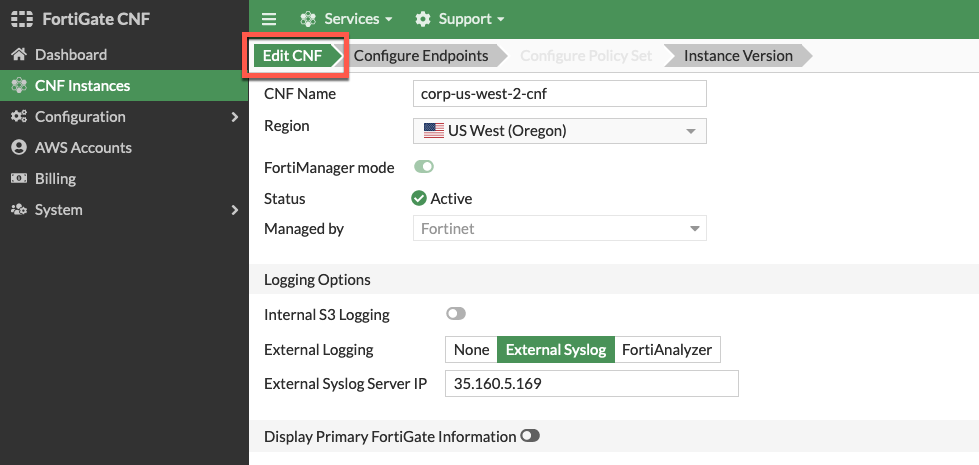 FortiGate CNF
Services
Support
Dashboard
CNF Instances
Configuration
AWS Accounts
Billing
System
Edit CNF
Configure Endpoints
Configure Policy Set
Instance Version
CNF Name
corp-us-west-2-cnf
Region
US West (Oregon)
FortiManager mode
Status
Active
Managed by
Fortinet
Logging Options
Internal S3 Logging
External Logging
None
External Syslog
FortiAnalyzer
External Syslog Server IP
35.160.5.169
Display Primary FortiGate Information